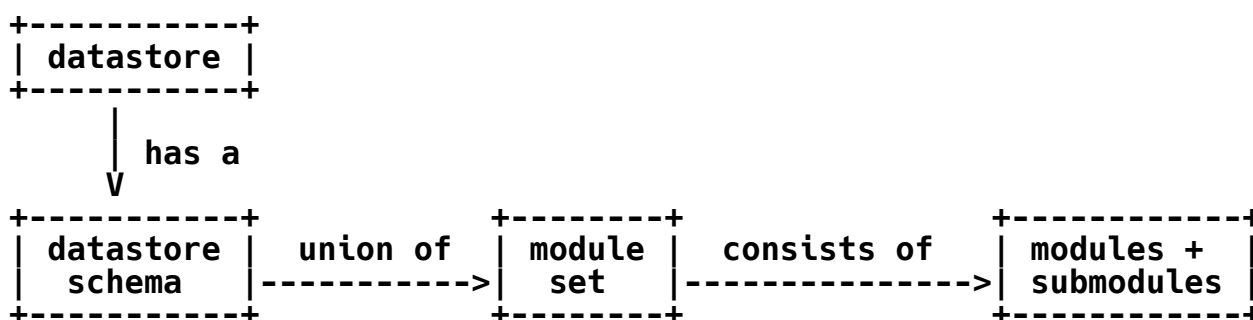 +-----------+
| datastore |
+-----------+
     |
     | has a
     V
+-----------+            +--------+                +------------+
| datastore |  union of  | module |  consists of   | modules +  |
|  schema   |----------->|  set   |--------------->| submodules |
+-----------+            +--------+                +------------+